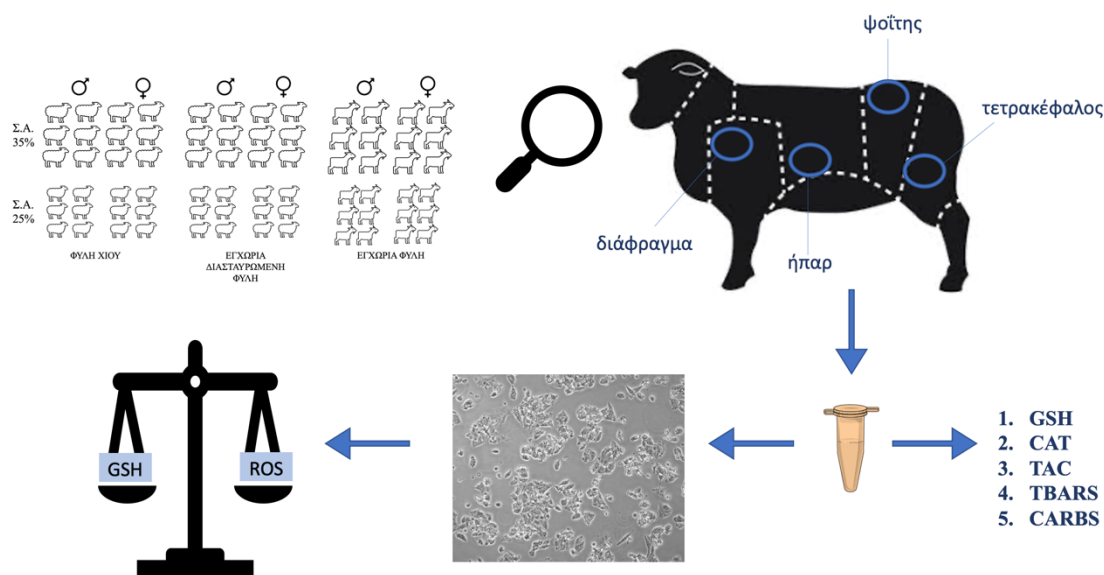 Σ.Α.
35%
Σ.Α.
25%
ΦΥΛΗ ΧΙΟΥ
ΕΓΧΩΡΙΑ
ΔΙΑΣΤΑΥΡΩΜΕΝΗ
ΦΥΛΗ
ΕΓΧΩΡΙΑ ΦΥΛΗ
ψοΐτης
τετρακέφαλος
διάφραγμα
ήπαρ
GSH
ROS
1. GSH
2. CAT
3. TAC
4. TBARS
5. CARBS